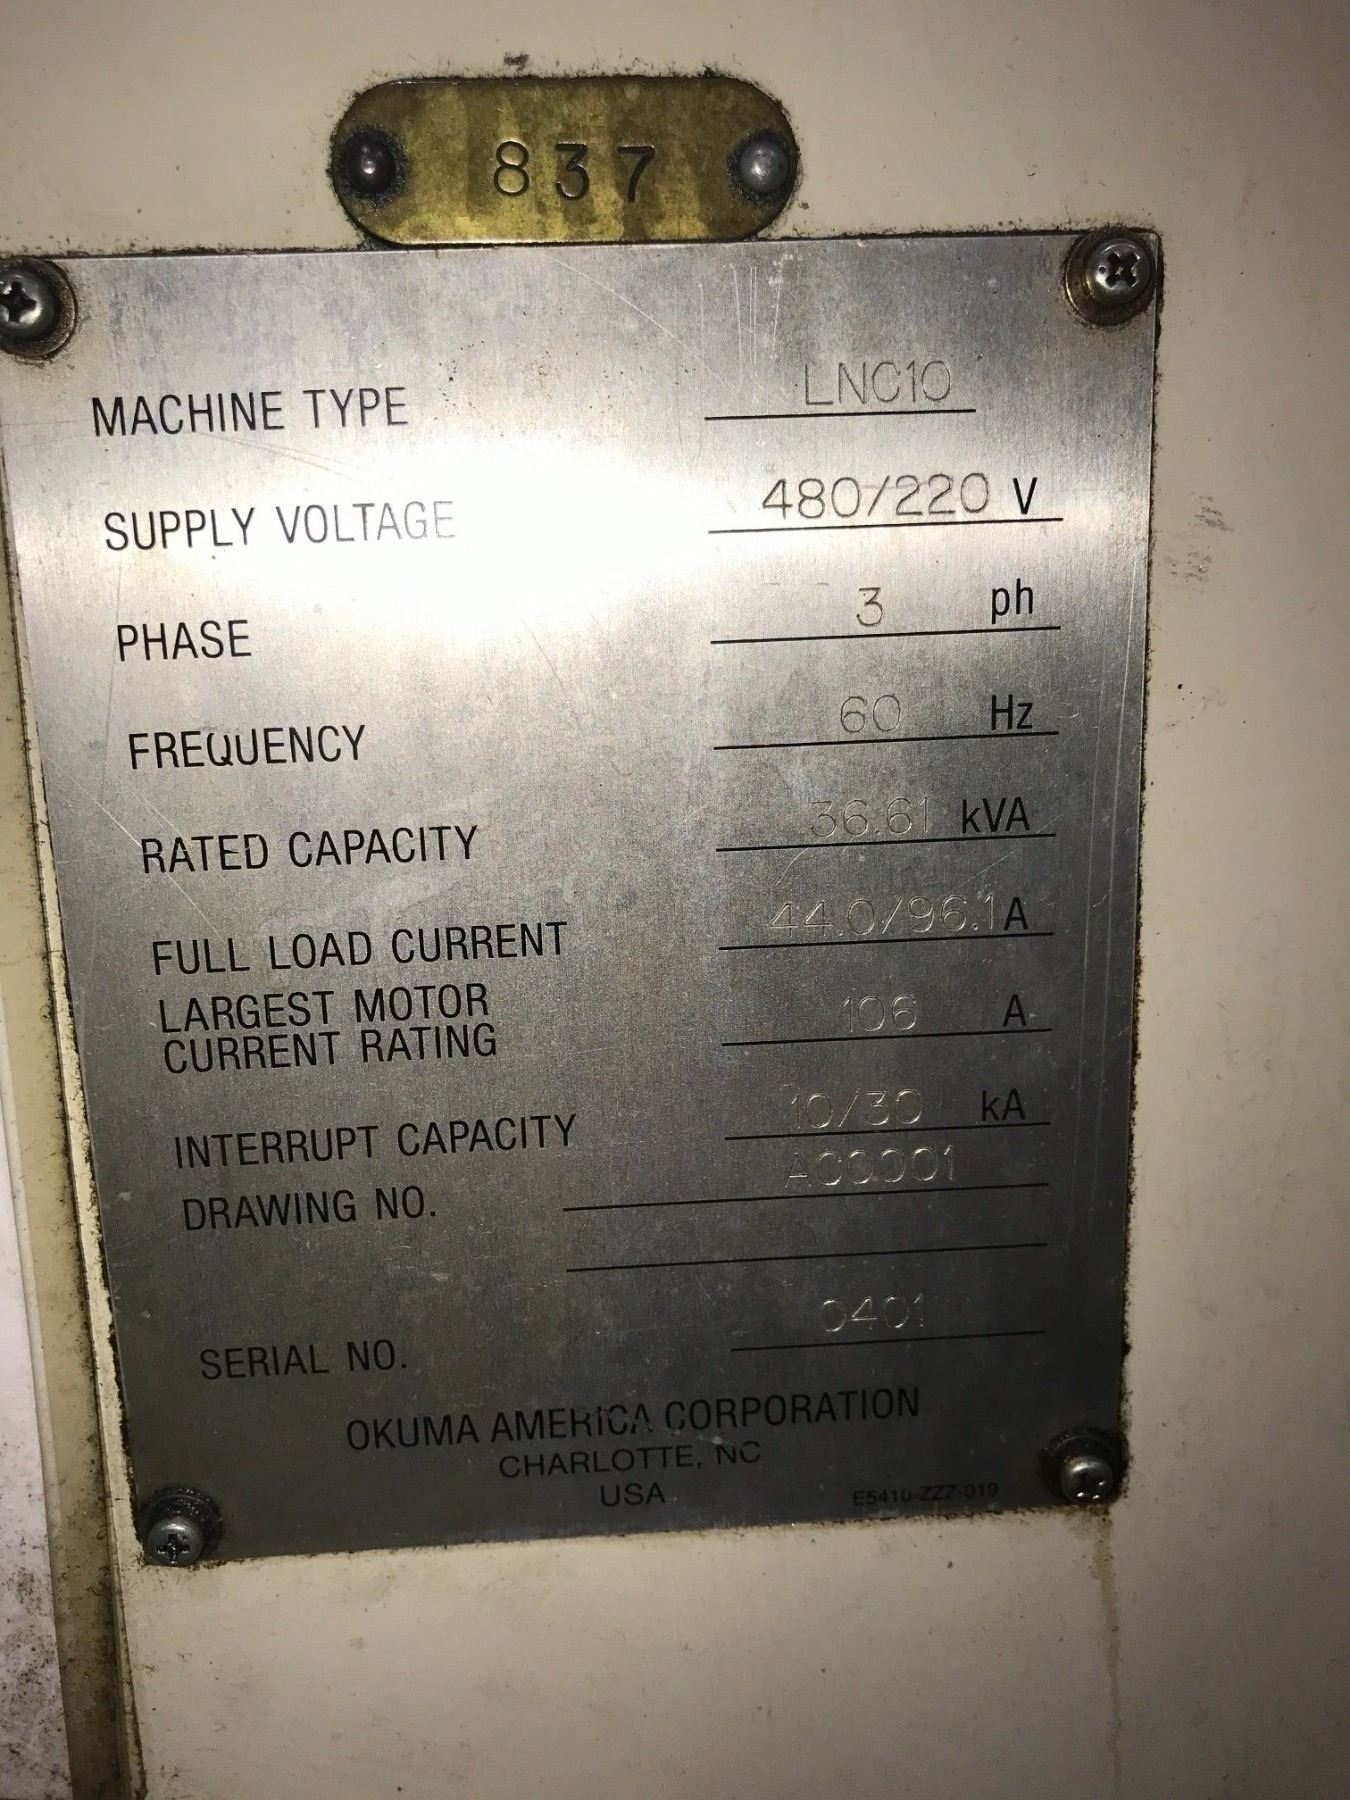 837
MACHINE TYPE LNC10
SUPPLY VOLTAGE 480/220 V
PHASE 3 ph
FREQUENCY 60 Hz
RATED CAPACITY 36.61 kVA
FULL LOAD CURRENT 44.0/96.1 A
LARGEST MOTOR
CURRENT RATING 106 A
INTERRUPT CAPACITY 10/30 kA
DRAWING NO. AC0001
SERIAL NO. 0401
OKUMA AMERICA CORPORATION
CHARLOTTE, NC
USA
E5410-ZZZ-019